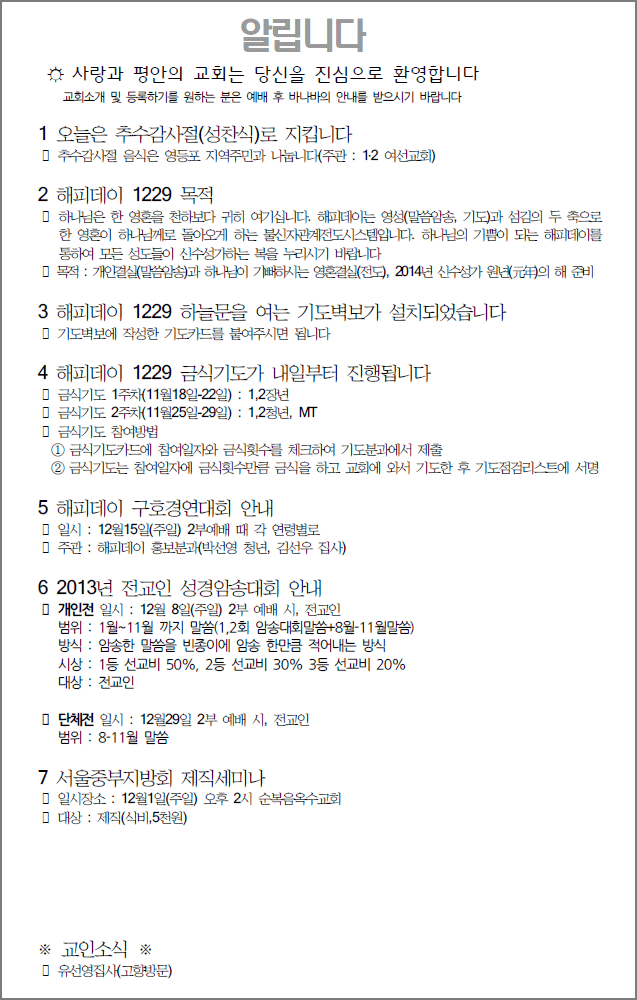 알립니다
☼ 사랑과 평안의 교회는 당신을 진심으로 환영합니다
교회소개 및 등록하기를 원하는 분은 예배 후 바나바의 안내를 받으시기 바랍니다
1 오늘은 추수감사절(성찬식)로 지킵니다
▯ 추수감사절 음식은 영등포 지역주민과 나눕니다(주관 : 1·2 여선교회)
2 해피데이 1229 목적
▯ 하나님은 한 영혼을 천하보다 귀히 여기십니다. 해피데이는 영성(말씀암송, 기도)과 섬김의 두 축으로
한 영혼이 하나님께로 돌아오게 하는 불신자관계전도시스템입니다. 하나님의 기쁨이 되는 해피데이를
통하여 모든 성도들이 신수성가하는 복을 누리시기 바랍니다
▯ 목적 : 개인결실(말씀암송)과 하나님이 기뻐하시는 영혼결실(전도), 2014년 신수성가 원년(元年)의 해 준비
3 해피데이 1229 하늘문을 여는 기도벽보가 설치되었습니다
▯ 기도벽보에 작성한 기도카드를 붙여주시면 됩니다
4 해피데이 1229 금식기도가 내일부터 진행됩니다
▯ 금식기도 1주차(11월18일-22일) : 1,2장년
▯ 금식기도 2주차(11월25일-29일) : 1,2청년, MT
▯ 금식기도 참여방법
① 금식기도카드에 참여일자와 금식횟수를 체크하여 기도분과에서 제출
② 금식기도는 참여일자에 금식횟수만큼 금식을 하고 교회에 와서 기도한 후 기도점검리스트에 서명
5 해피데이 구호경연대회 안내
▯ 일시 : 12월15일(주일) 2부예배 때 각 연령별로
▯ 주관 : 해피데이 홍보분과(박선영 청년, 김선우 집사)
6 2013년 전교인 성경암송대회 안내
▯ 개인전 일시 : 12월 8일(주일) 2부 예배 시, 전교인
범위 : 1월~11월 까지 말씀(1,2회 암송대회말씀+8월-11월말씀)
방식 : 암송한 말씀을 빈종이에 암송 한만큼 적어내는 방식
시상 : 1등 선교비 50%, 2등 선교비 30% 3등 선교비 20%
대상 : 전교인
▯ 단체전 일시 : 12월29일 2부 예배 시, 전교인
범위 : 8-11월 말씀
7 서울중부지방회 제직세미나
▯ 일시장소 : 12월1일(주일) 오후 2시 순복음옥수교회
▯ 대상 : 제직(식비,5천원)
※ 교인소식 ※
▯ 유선영집사(고향방문)